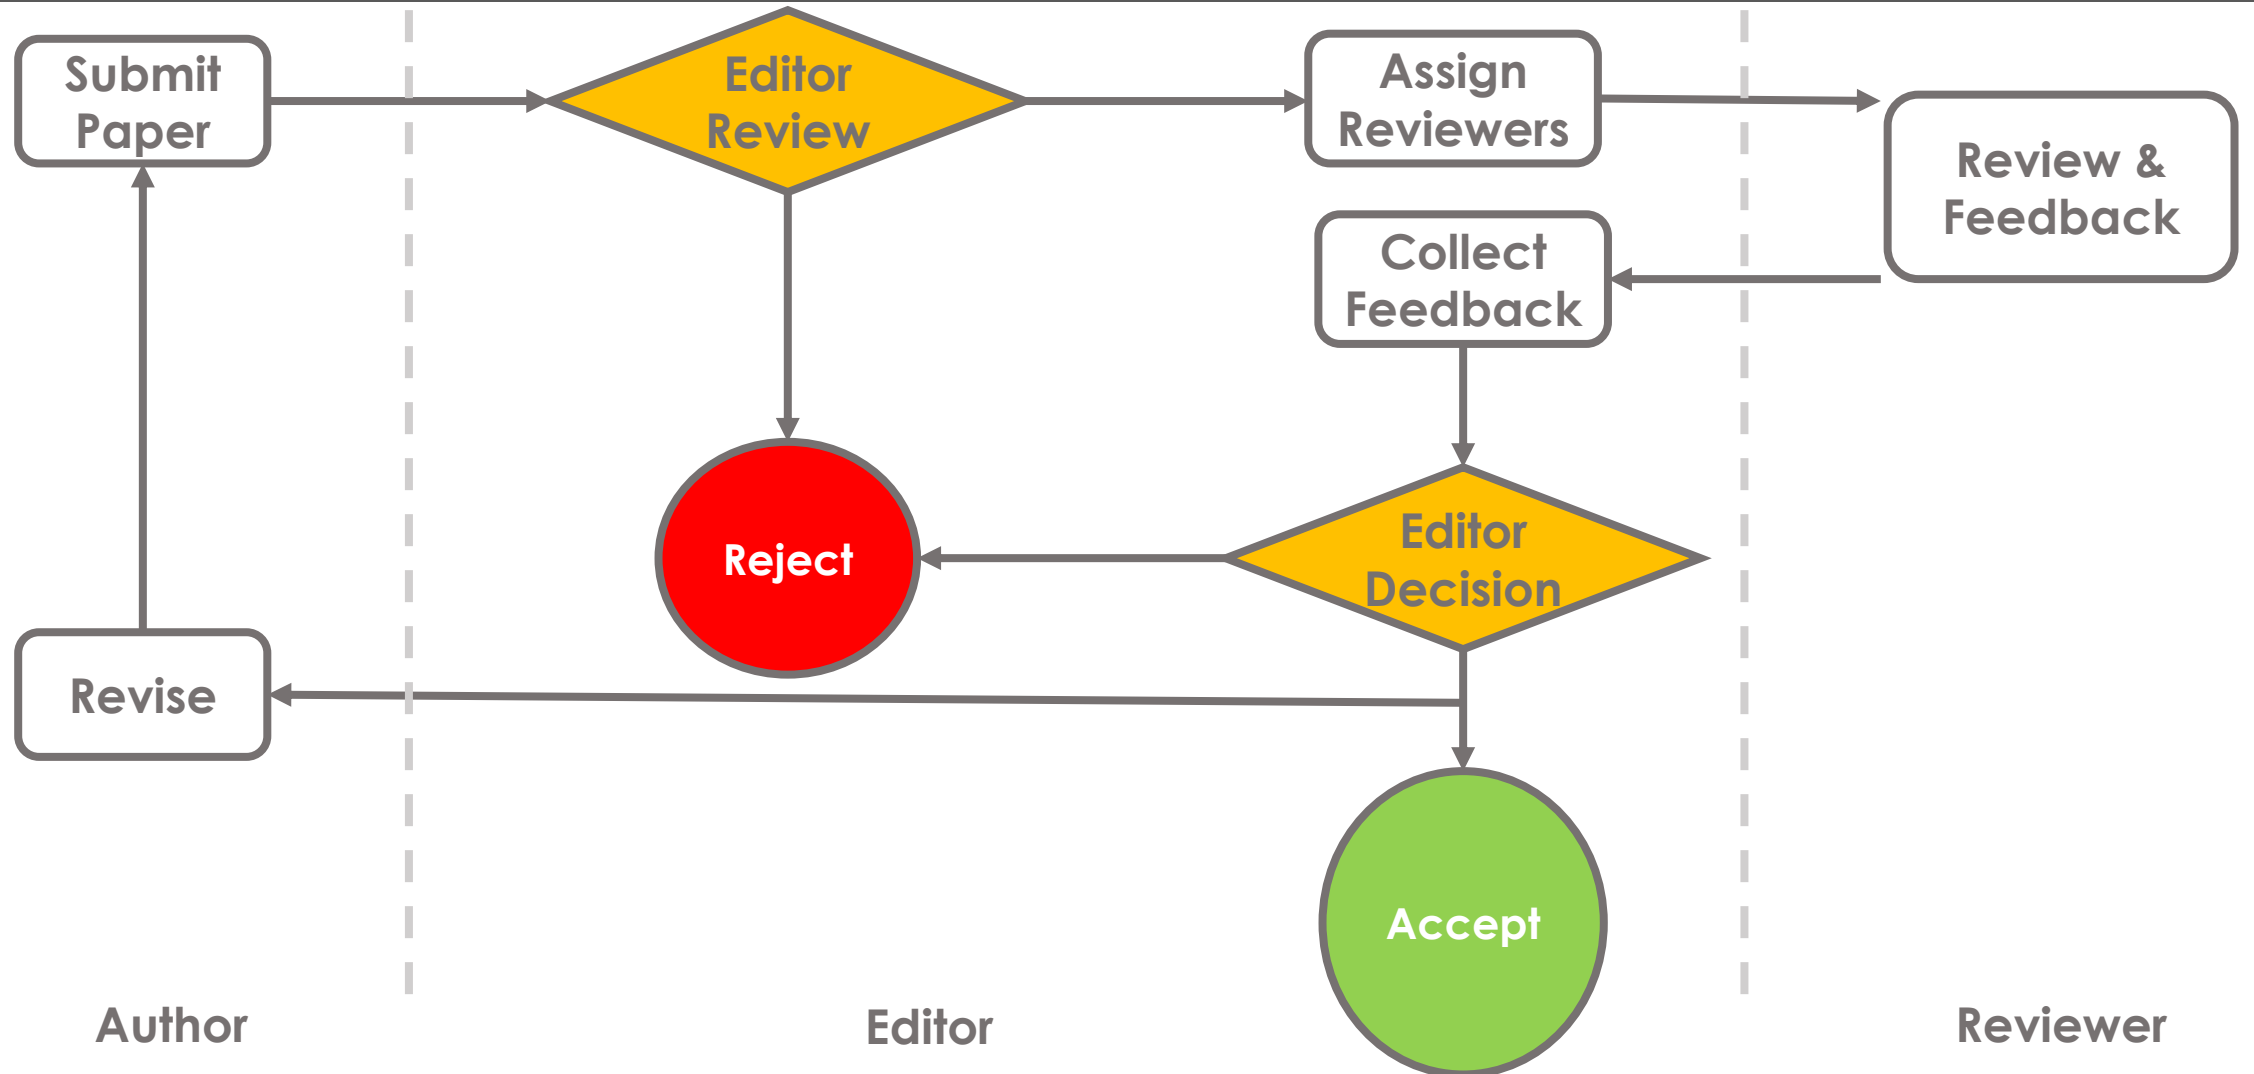 Submit
Paper
Editor
Review
Assign
Reviewers
Review &
Feedback
Collect
Feedback
Editor
Decision
Reject
Revise
Accept
Author
Editor
Reviewer